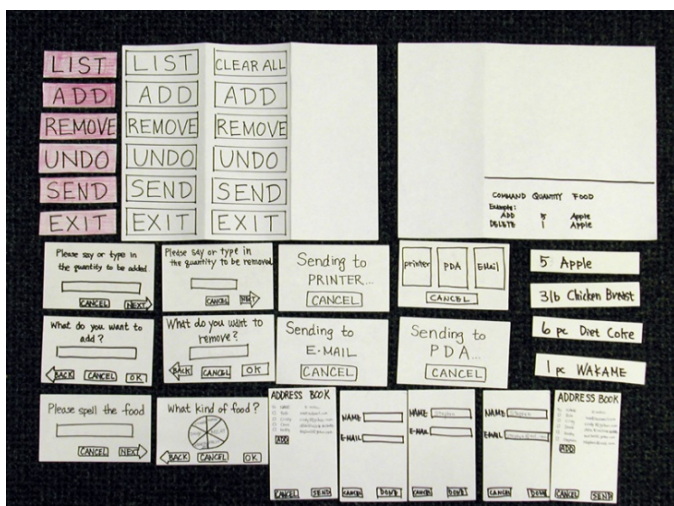 LIST
ADD
REMOVE
UNDO
SEND
EXIT
LIST
ADD
REMOVE
UNDO
SEND
EXIT
CLEAR ALL
ADD
REMOVE
UNDO
SEND
EXIT
COMMAND QUANTITY FOOD
Example:
ADD 5 Apple
DELETE 1 Apple
Please say or type in
the quantity to be added
CANCEL NEXT
Please say or type in
the quantity to be removed
CANCEL NEXT
Sending to
PRINTER...
CANCEL
printer PDA EMail
CANCEL
5 Apple
3lb Chicken Breast
6 pc Diet Coke
1 pc WAKAME
What do you want to
add?
BACK CANCEL OK
What do you want to
remove?
BACK CANCEL OK
Sending to
E-MAIL
CANCEL
Sending to
PDA...
CANCEL
Please spell the food
CANCEL NEXT
What kind of food?
BACK CANCEL OK
ADDRESS BOOK
ADD
CANCEL SEND
NAME
E-MAIL
CANCEL DONE
NAME
E-MAIL
CANCEL DONE
NAME
E-MAIL
CANCEL DONE
ADDRESS BOOK
ADD
CANCEL SEND